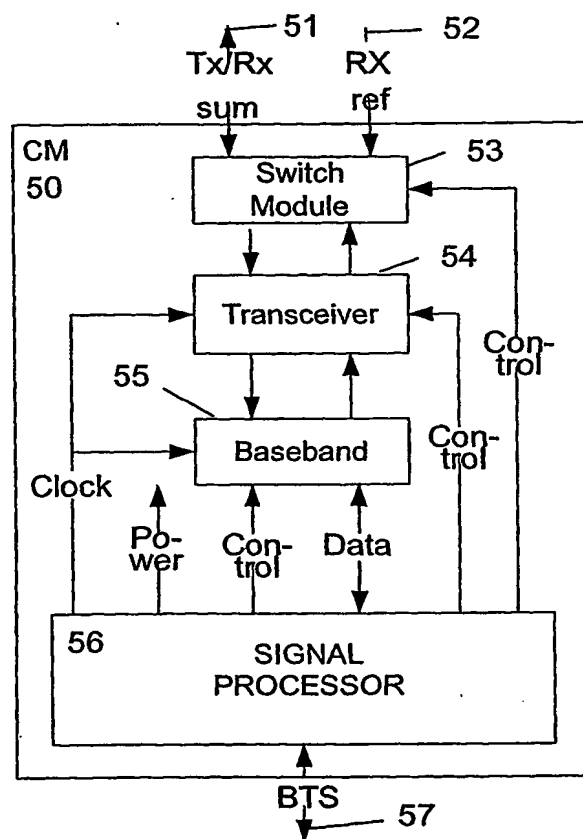 51
52
Tx/Rx
RX
sum
ref
CM
50
53
Switch
Module
54
Transceiver
Con-
trol
55
Baseband
Con-
trol
Clock
Po-
wer
Con-
trol
Data
56
SIGNAL
PROCESSOR
BTS
57